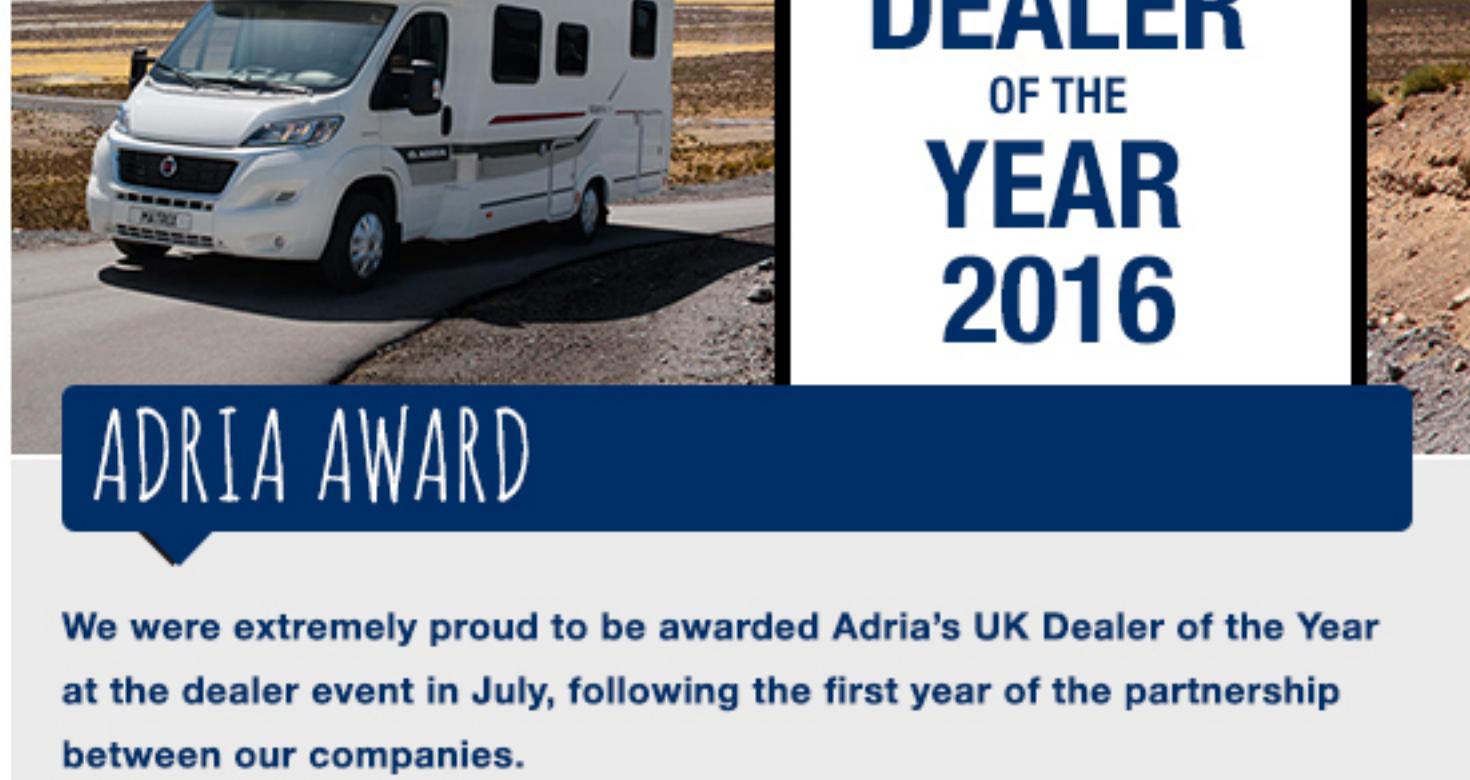 DEALER
OF THE
YEAR
2016
MATRIX
ADRIA AWARD
We were extremely proud to be awarded Adria's UK Dealer of the Year
at the dealer event in July, following the first year of the partnership
between our companies.